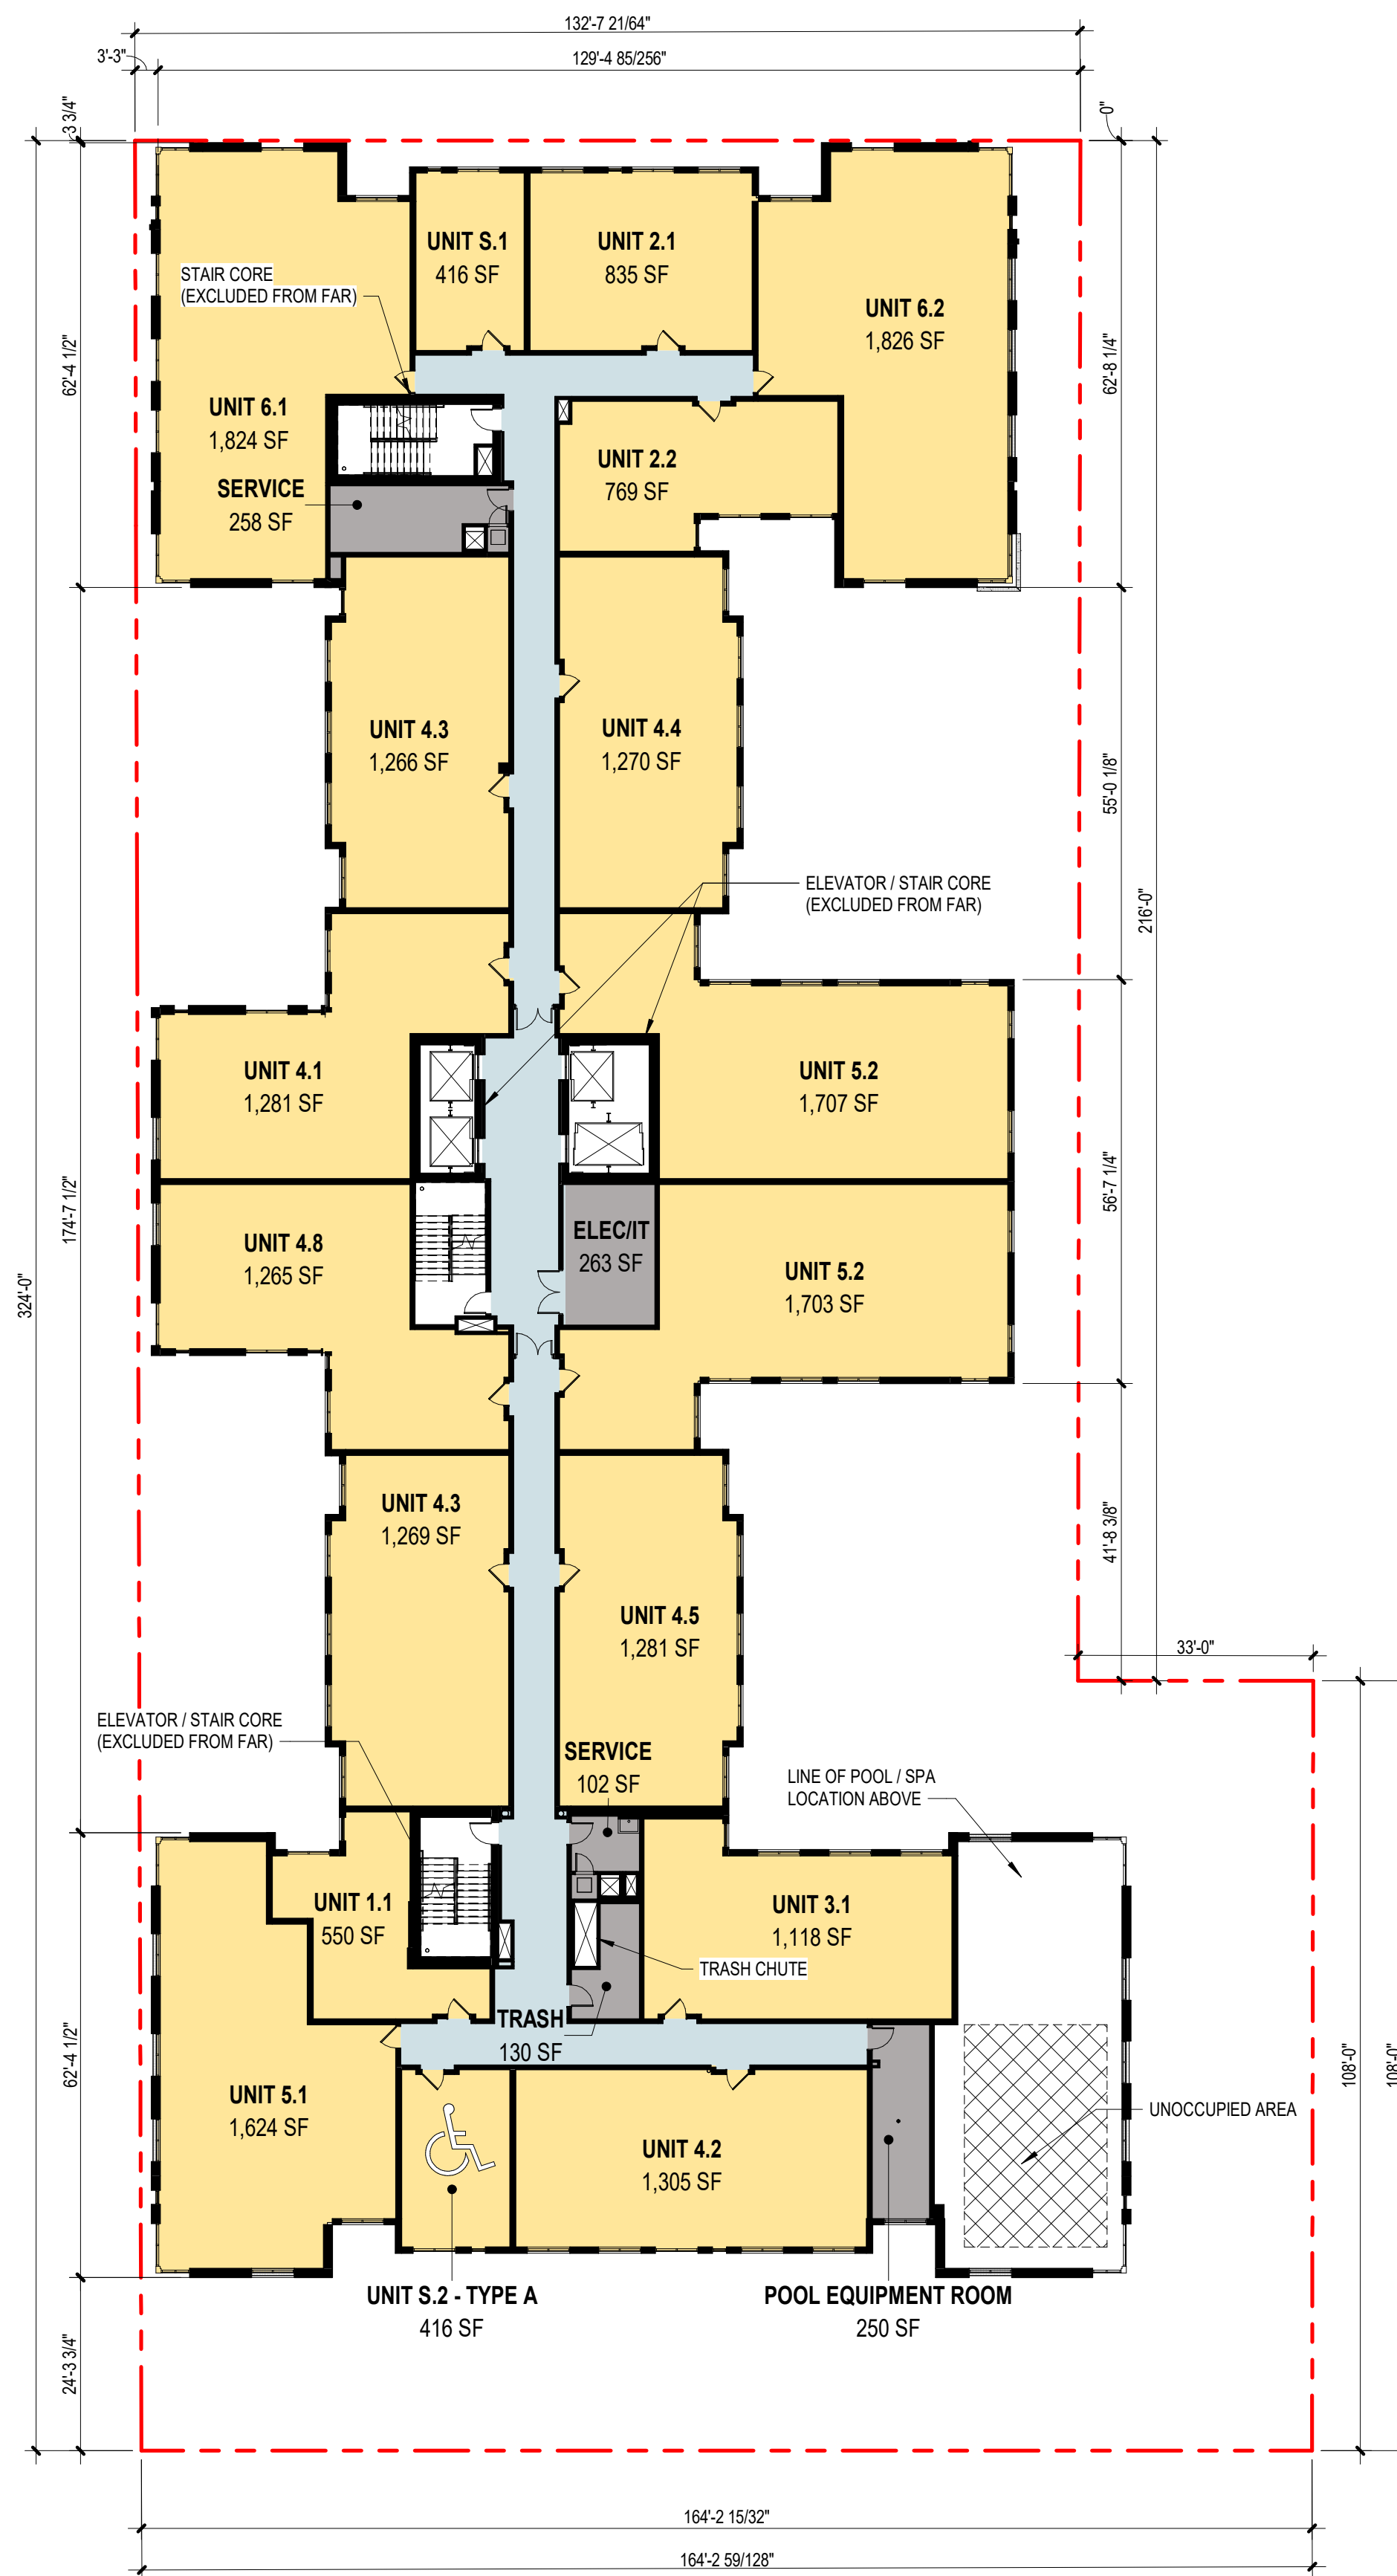 132'-7 21/64"
3'-3"
129'-4 85/256"
3 3/4"
0"
UNIT S.1
416 SF
UNIT 2.1
835 SF
STAIR CORE
(EXCLUDED FROM FAR)
UNIT 6.2
1,826 SF
62'-4 1/2"
62'-8 1/4"
UNIT 6.1
1,824 SF
UNIT 2.2
769 SF
SERVICE
258 SF
UNIT 4.3
1,266 SF
UNIT 4.4
1,270 SF
55'-0 1/8"
ELEVATOR / STAIR CORE
(EXCLUDED FROM FAR)
216'-0"
UNIT 4.1
1,281 SF
UNIT 5.2
1,707 SF
174'-7 1/2"
56'-7 1/4"
UNIT 4.8
1,265 SF
ELEC/IT
263 SF
UNIT 5.2
1,703 SF
324'-0"
UNIT 4.3
1,269 SF
41'-8 3/8"
UNIT 4.5
1,281 SF
33'-0"
ELEVATOR / STAIR CORE
(EXCLUDED FROM FAR)
SERVICE
102 SF
LINE OF POOL / SPA
LOCATION ABOVE
UNIT 1.1
550 SF
UNIT 3.1
1,118 SF
TRASH CHUTE
TRASH
130 SF
62'-4 1/2"
108'-0"
108'-0"
UNIT 5.1
1,624 SF
UNOCCUPIED AREA
UNIT 4.2
1,305 SF
UNIT S.2 - TYPE A
416 SF
POOL EQUIPMENT ROOM
250 SF
24'-3 3/4"
164'-2 15/32"
164'-2 59/128"